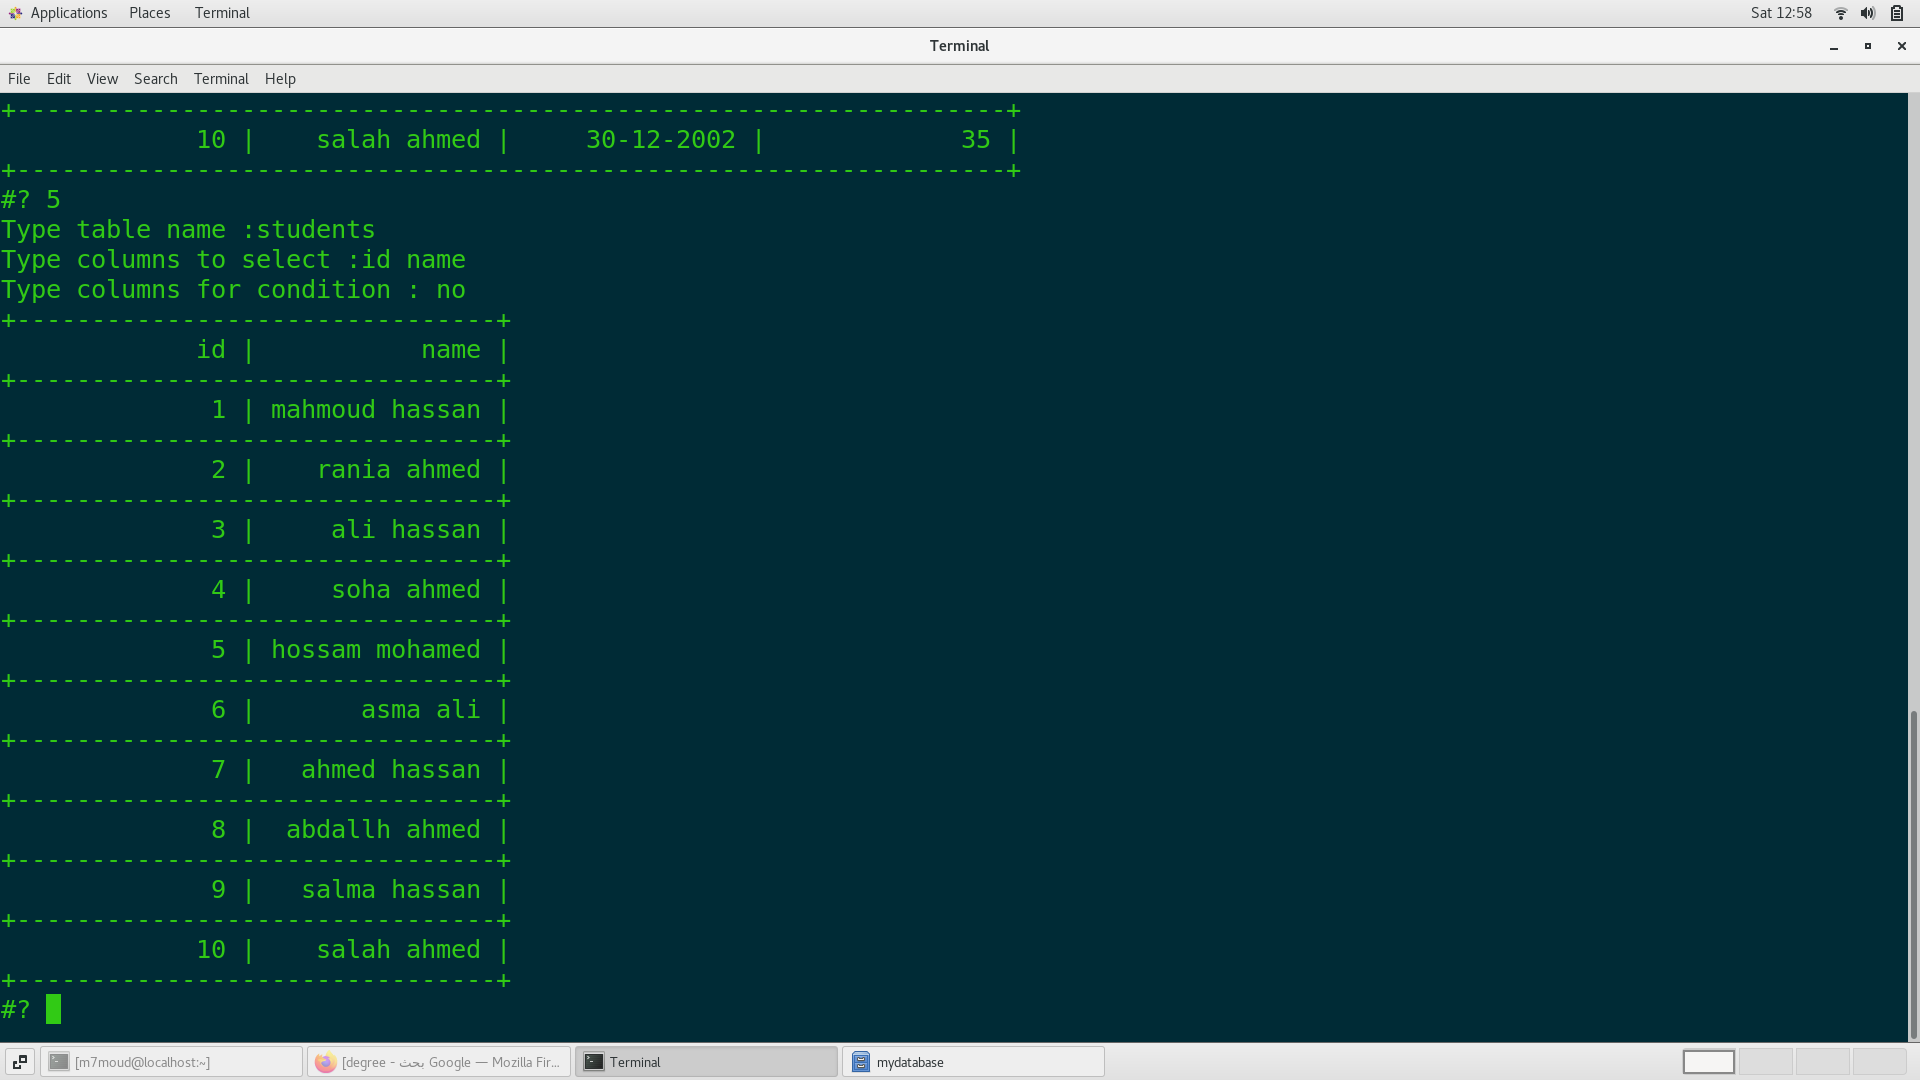 Applications Places Terminal Sat 12:58
Terminal
File Edit View Search Terminal Help
+------------------------------------------------------------------+
10 | salah ahmed | 30-12-2002 | 35 |
+------------------------------------------------------------------+
#? 5
Type table name :students
Type columns to select :id name
Type columns for condition : no
+--------------------------------+
id | name |
+--------------------------------+
1 | mahmoud hassan |
+--------------------------------+
2 | rania ahmed |
+--------------------------------+
3 | ali hassan |
+--------------------------------+
4 | soha ahmed |
+--------------------------------+
5 | hossam mohamed |
+--------------------------------+
6 | asma ali |
+--------------------------------+
7 | ahmed hassan |
+--------------------------------+
8 | abdallh ahmed |
+--------------------------------+
9 | salma hassan |
+--------------------------------+
10 | salah ahmed |
+--------------------------------+
#?
[m7moud@localhost:~] [degree - بحث Google — Mozilla Fir... Terminal mydatabase